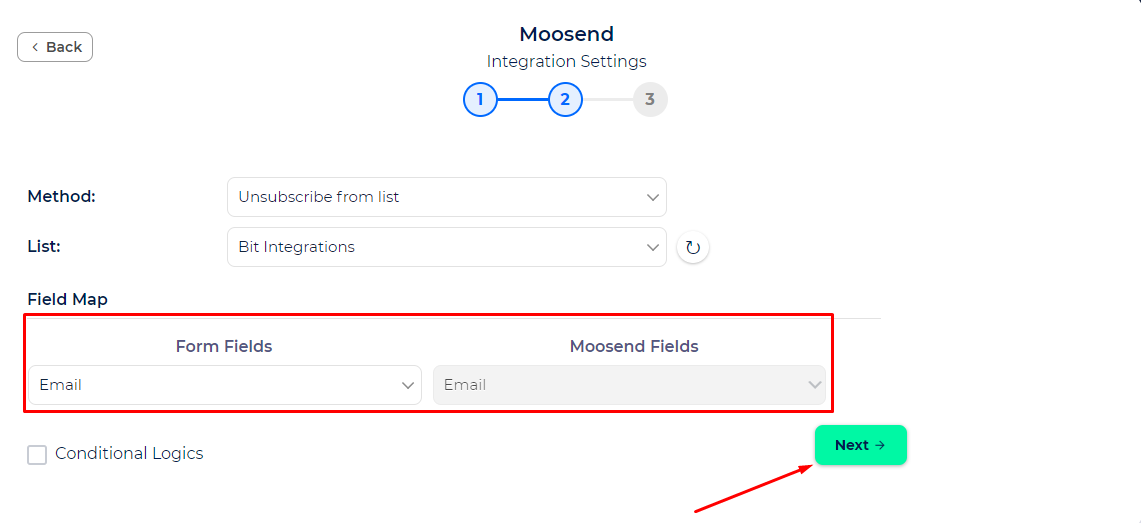 Back
Moosend
Integration Settings
1 2 3
Method: Unsubscribe from list
List: Bit Integrations
Field Map
Form Fields Moosend Fields
Email Email
Conditional Logics
Next